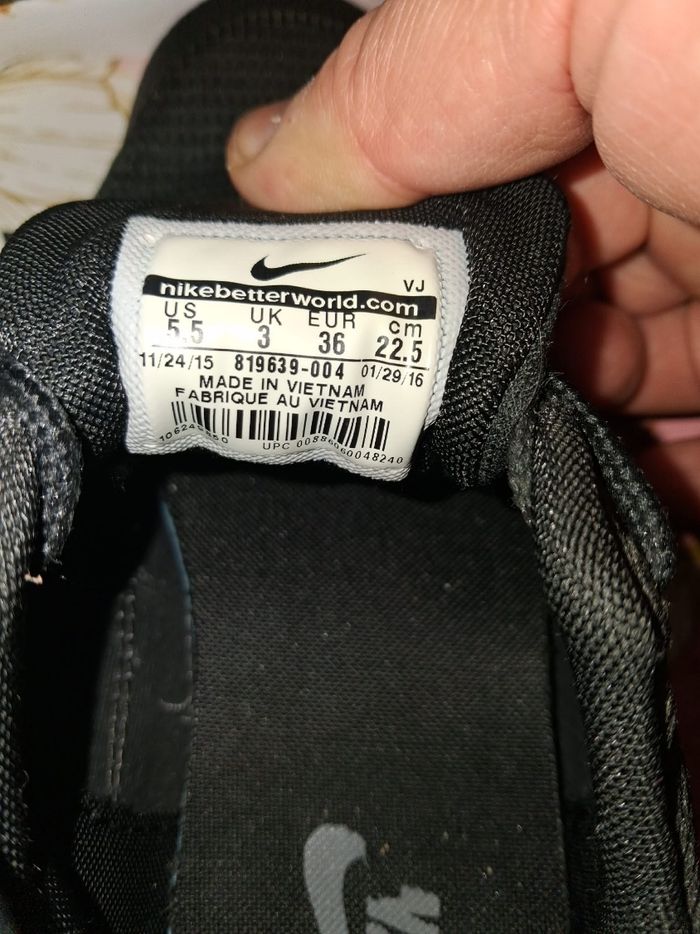 VJ
nikebetterworld.com
US UK EUR cm
5.5 3 36 22.5
11/24/15 819639-004 01/29/16
MADE IN VIETNAM
FABRIQUE AU VIETNAM
UPC